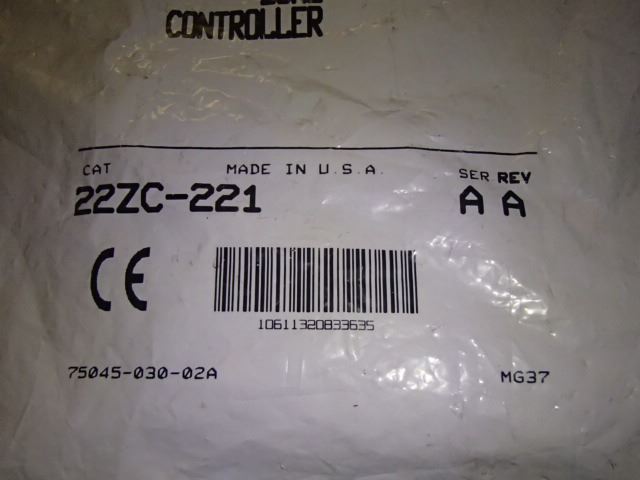 CONTROLLER
CAT MADE IN U.S.A. SER REV
22ZC-221 A A
CE
10611320833635
75045-030-02A MG37